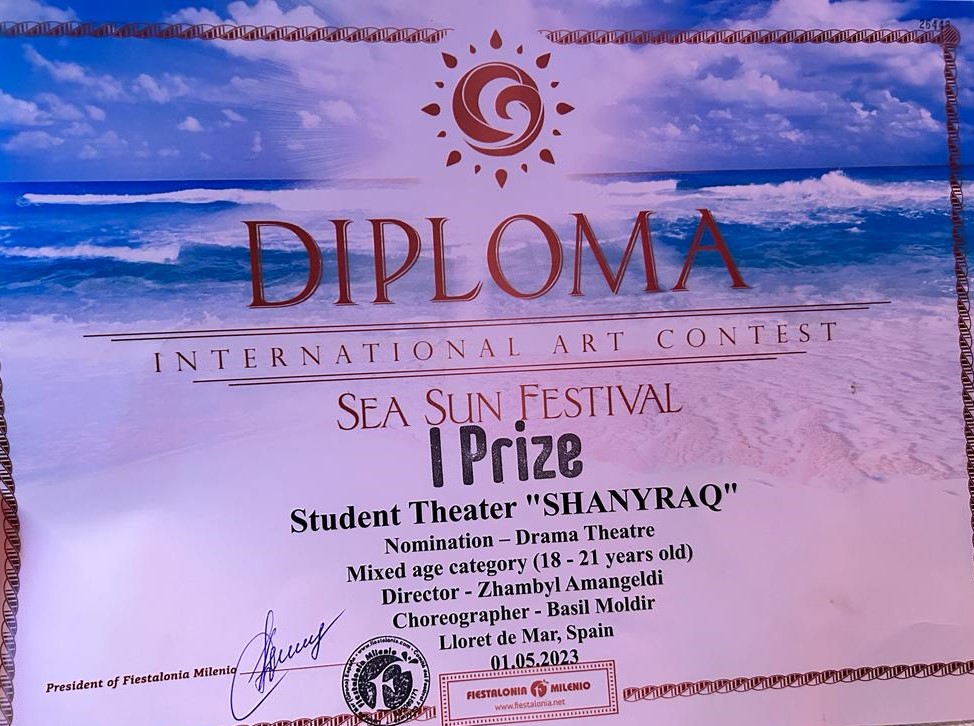 DIPLOMA
INTERNATIONAL ART CONTEST
SEA SUN FESTIVAL
I Prize
Student Theater "SHANYRAQ"
Nomination – Drama Theatre
Mixed age category (18 - 21 years old)
Director - Zhambyl Amangeldi
Choreographer - Basil Moldir
Lloret de Mar, Spain
01.05.2023
President of Fiestalonia Milenio
FIESTALONIA MILENIO
www.fiestalonia.net